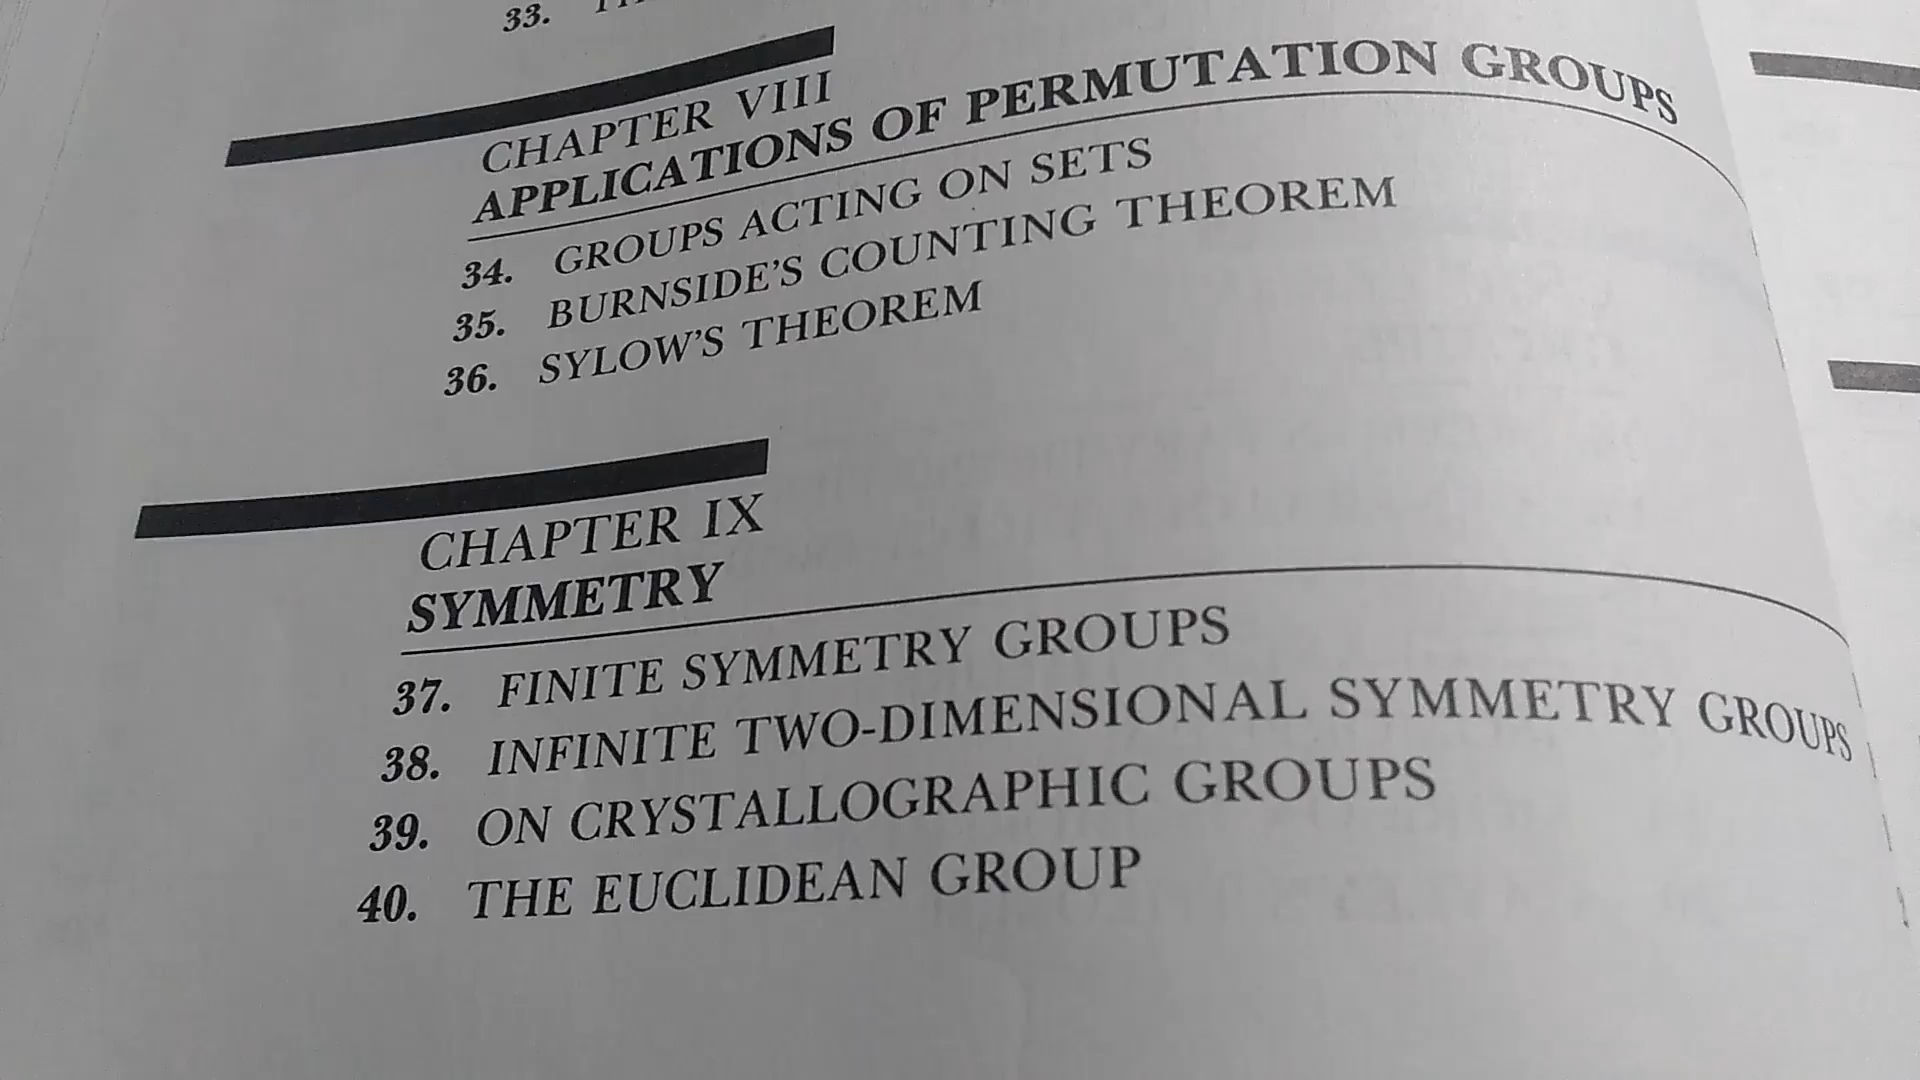 33.
CHAPTER VIII
APPLICATIONS OF PERMUTATION GROUPS
34. GROUPS ACTING ON SETS
35. BURNSIDE'S COUNTING THEOREM
36. SYLOW'S THEOREM
CHAPTER IX
SYMMETRY
37. FINITE SYMMETRY GROUPS
38. INFINITE TWO-DIMENSIONAL SYMMETRY GROUPS
39. ON CRYSTALLOGRAPHIC GROUPS
40. THE EUCLIDEAN GROUP